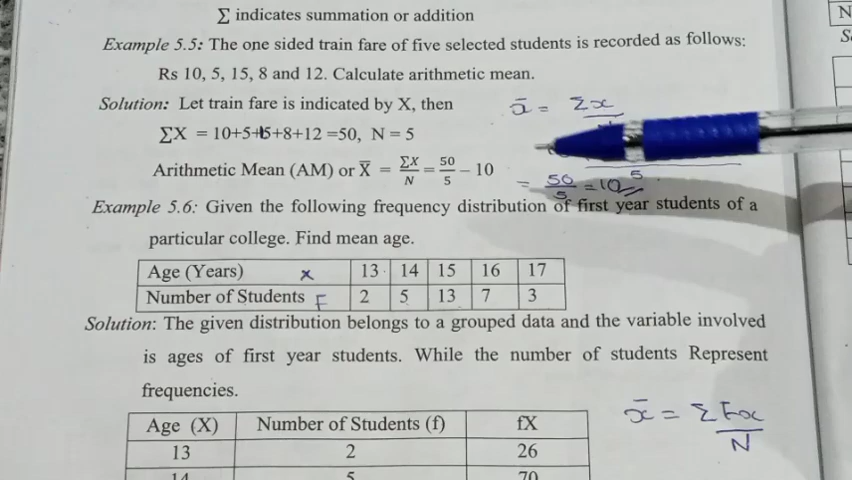 Σ indicates summation or addition
Example 5.5: The one sided train fare of five selected students is recorded as follows:
Rs 10, 5, 15, 8 and 12. Calculate arithmetic mean.
Solution: Let train fare is indicated by X, then
x̄ = Σx
ΣX = 10+5+15+8+12 =50, N = 5
Arithmetic Mean (AM) or X̄ = ΣX/N = 50/5 – 10
= 50/5 = 10
Example 5.6: Given the following frequency distribution of first year students of a
particular college. Find mean age.
Age (Years) x 13 14 15 16 17
Number of Students F 2 5 13 7 3
Solution: The given distribution belongs to a grouped data and the variable involved
is ages of first year students. While the number of students Represent
frequencies.
x̄ = ΣFx/N
Age (X) Number of Students (f) fX
13 2 26
14 5 70